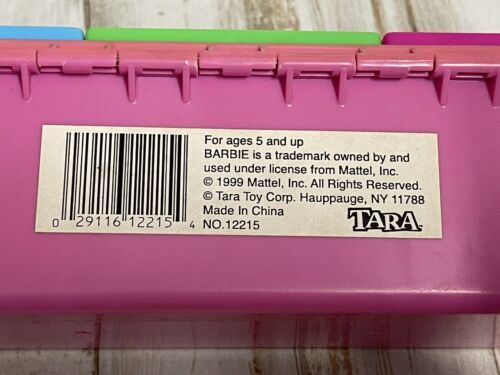 For ages 5 and up
BARBIE is a trademark owned by and
used under license from Mattel, Inc.
© 1999 Mattel, Inc. All Rights Reserved.
© Tara Toy Corp. Hauppauge, NY 11788
Made In China
NO.12215
TARA
0 29116 12215 4